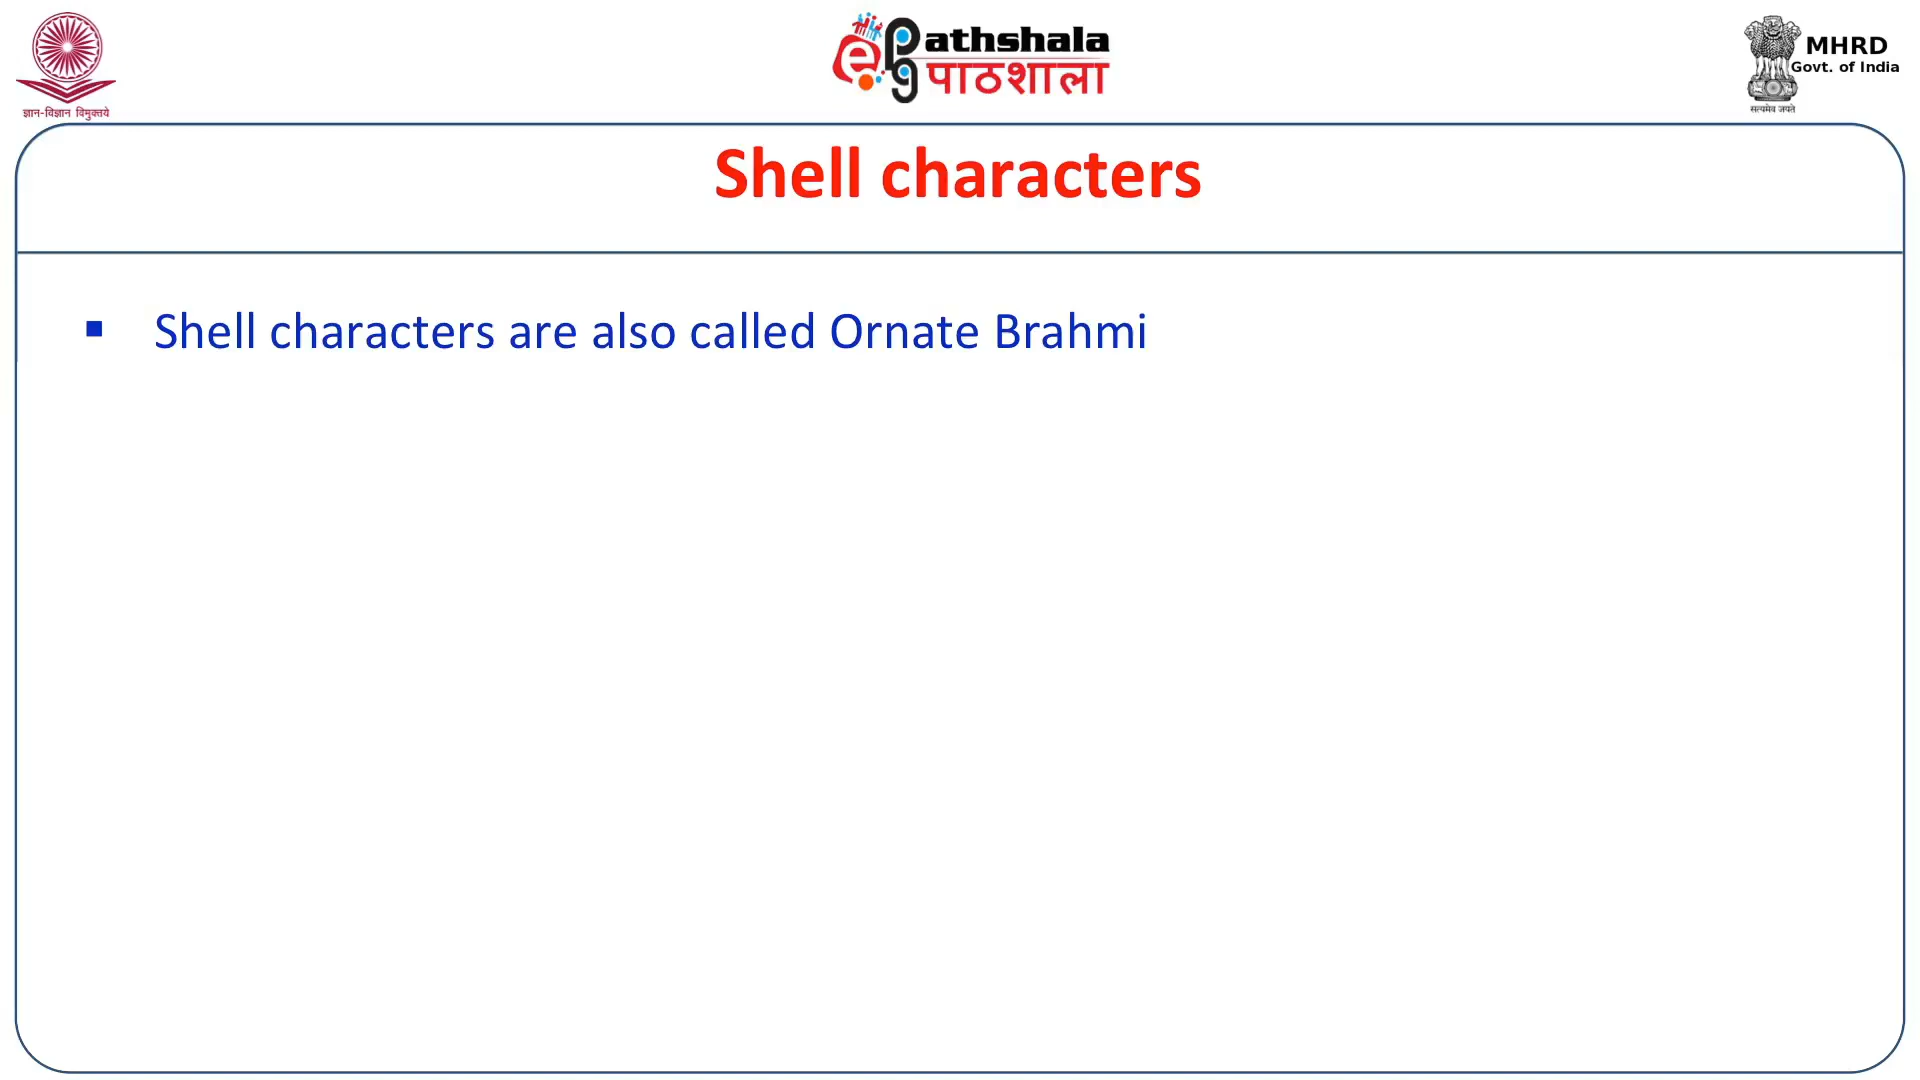 ePG
athshala
पाठशाला
MHRD
Govt. of India
ज्ञान-विज्ञान विमुक्तये
सत्यमेव जयते
Shell characters
▪ Shell characters are also called Ornate Brahmi